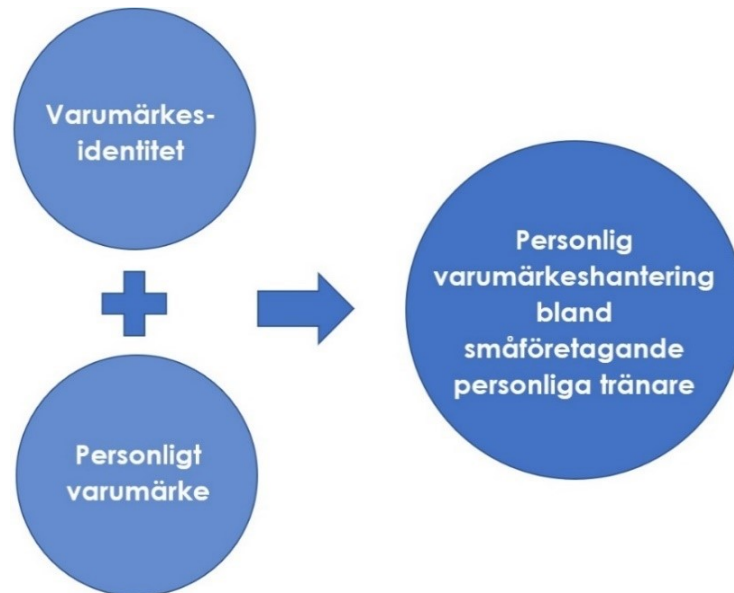 Varumärkes-
identitet
Personligt
varumärke
Personlig
varumärkeshantering
bland
småföretagande
personliga tränare